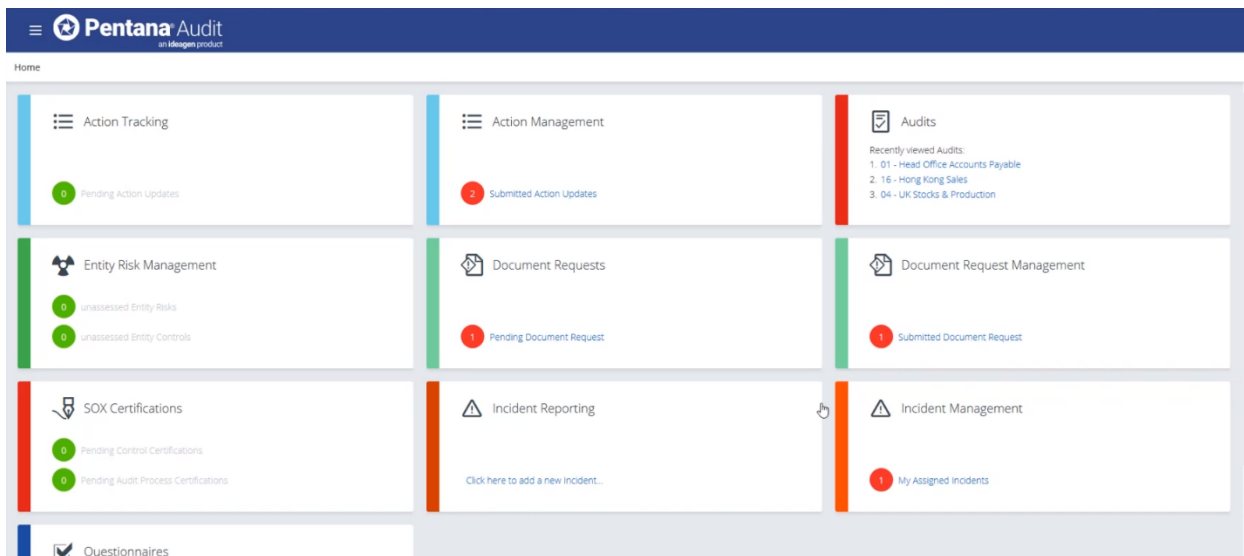 Pentana® Audit
an ideagen product
Home
Action Tracking
0 Pending Action Updates
Action Management
2 Submitted Action Updates
Audits
Recently viewed Audits:
1. 01 - Head Office Accounts Payable
2. 16 - Hong Kong Sales
3. 04 - UK Stocks & Production
Entity Risk Management
0 unassessed Entity Risks
0 unassessed Entity Controls
Document Requests
1 Pending Document Request
Document Request Management
1 Submitted Document Request
SOX Certifications
0 Pending Control Certifications
0 Pending Audit Process Certifications
Incident Reporting
Click here to add a new Incident...
Incident Management
1 My Assigned Incidents
Questionnaires